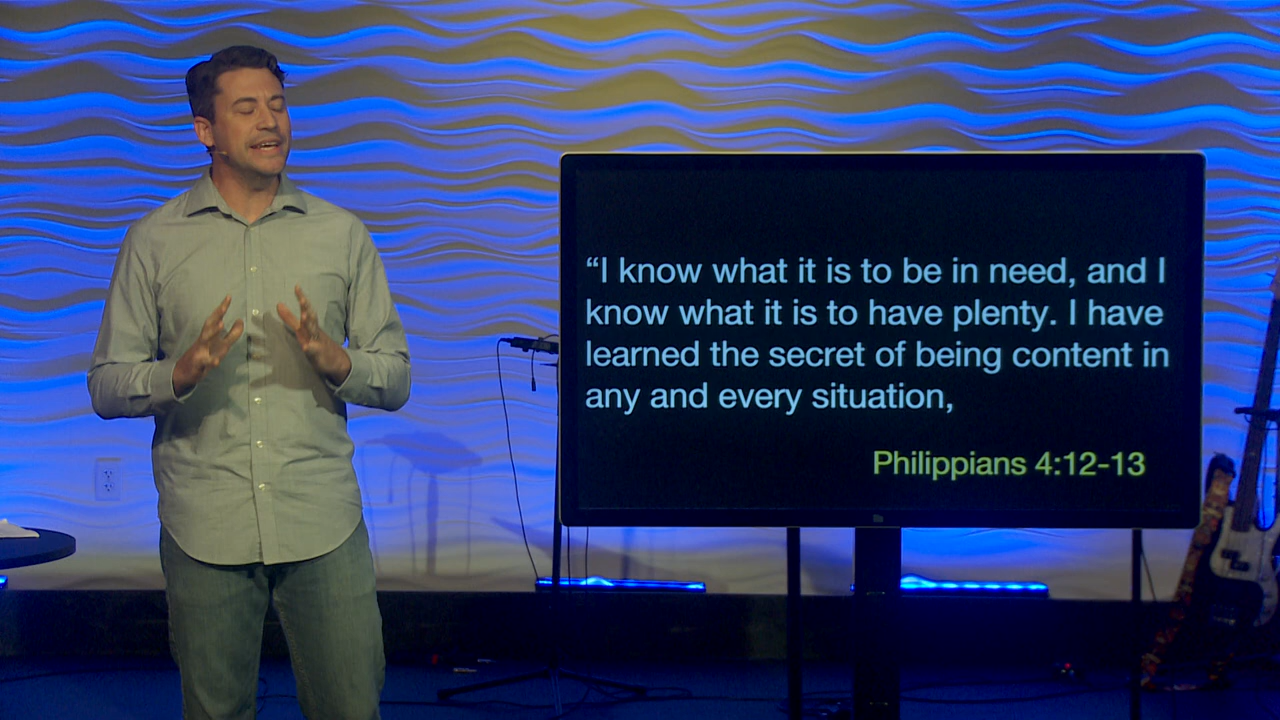 “I know what it is to be in need, and I
know what it is to have plenty. I have
learned the secret of being content in
any and every situation,
Philippians 4:12-13